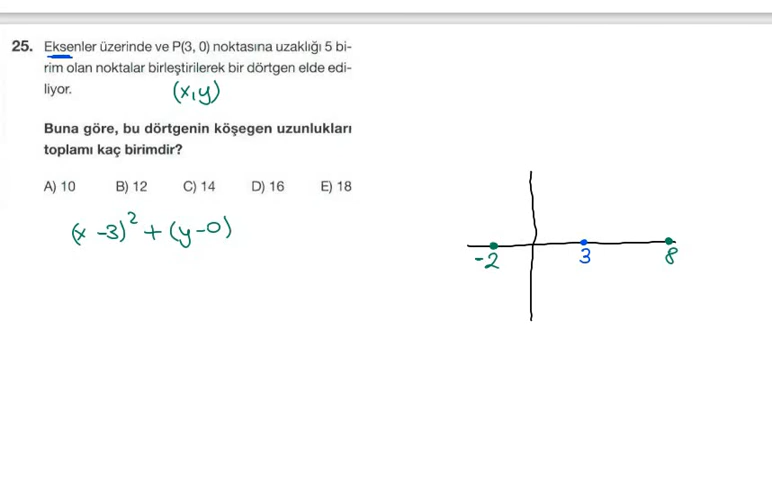 25. Eksenler üzerinde ve P(3, 0) noktasına uzaklığı 5 bi-
rim olan noktalar birleştirilerek bir dörtgen elde edi-
liyor.
(x,y)
Buna göre, bu dörtgenin köşegen uzunlukları
toplamı kaç birimdir?
A) 10 B) 12 C) 14 D) 16 E) 18
(x -3)² + (y-0)
-2 3 8